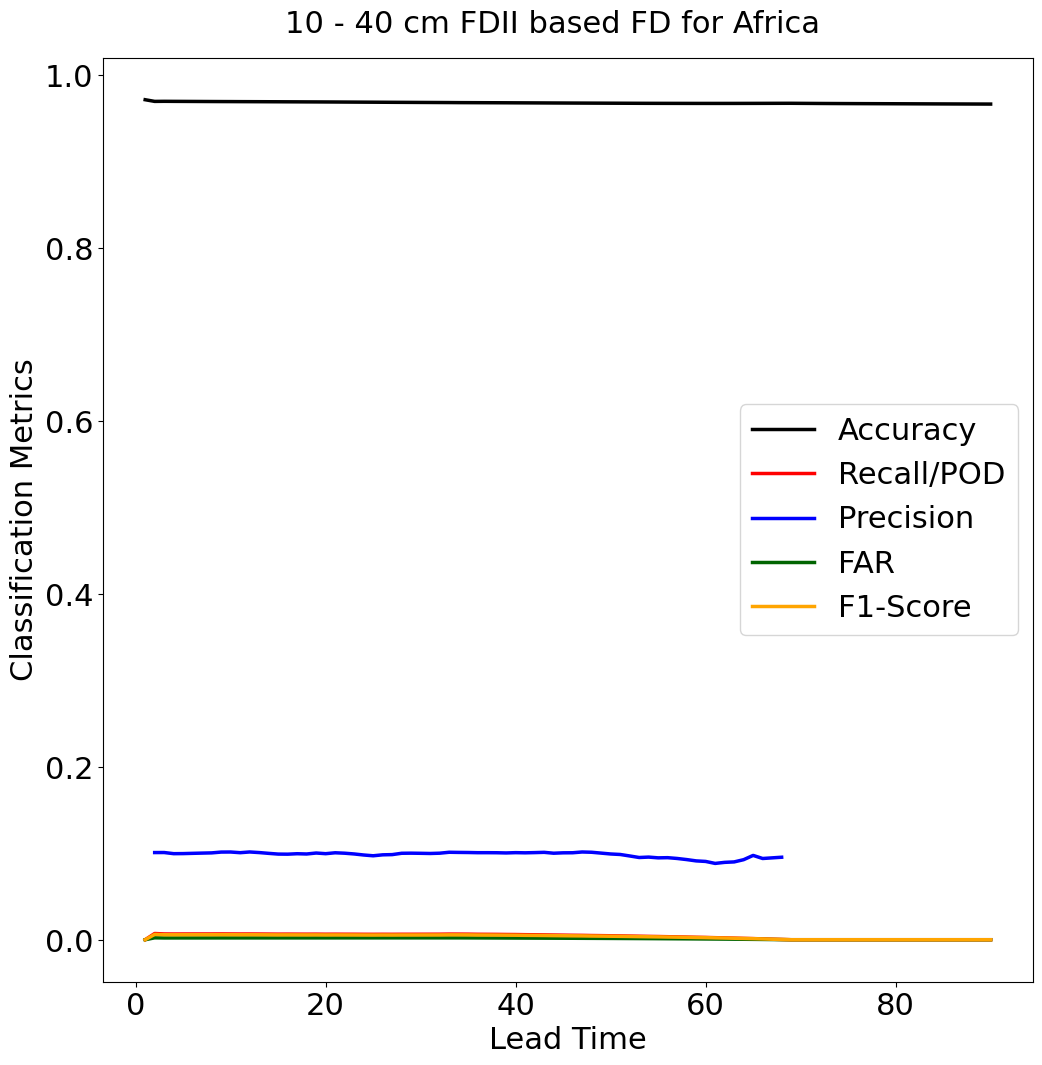 10 - 40 cm FDII based FD for Africa
1.0
0.8
0.6
0.4
0.2
0.0
Classification Metrics
Accuracy
Recall/POD
Precision
FAR
F1-Score
0 20 40 60 80
Lead Time